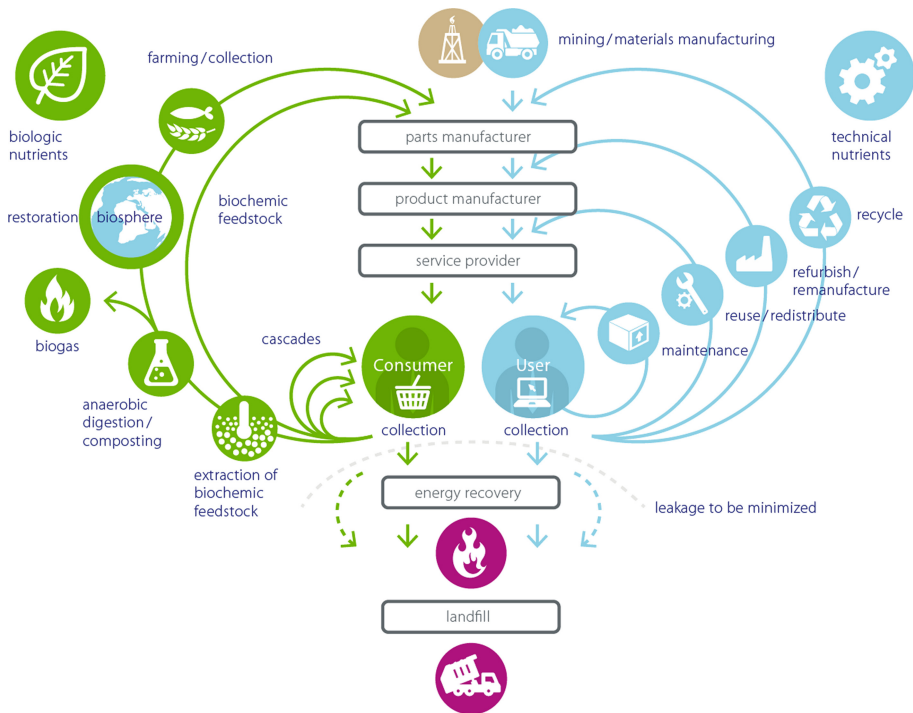 mining/materials manufacturing
farming/collection
biologic
nutrients
technical
nutrients
parts manufacturer
product manufacturer
service provider
biochemic
feedstock
restoration
biosphere
recycle
refurbish/
remanufacture
reuse/redistribute
maintenance
biogas
cascades
Consumer
User
anaerobic
digestion/
composting
collection
collection
extraction of
biochemic
feedstock
energy recovery
leakage to be minimized
landfill